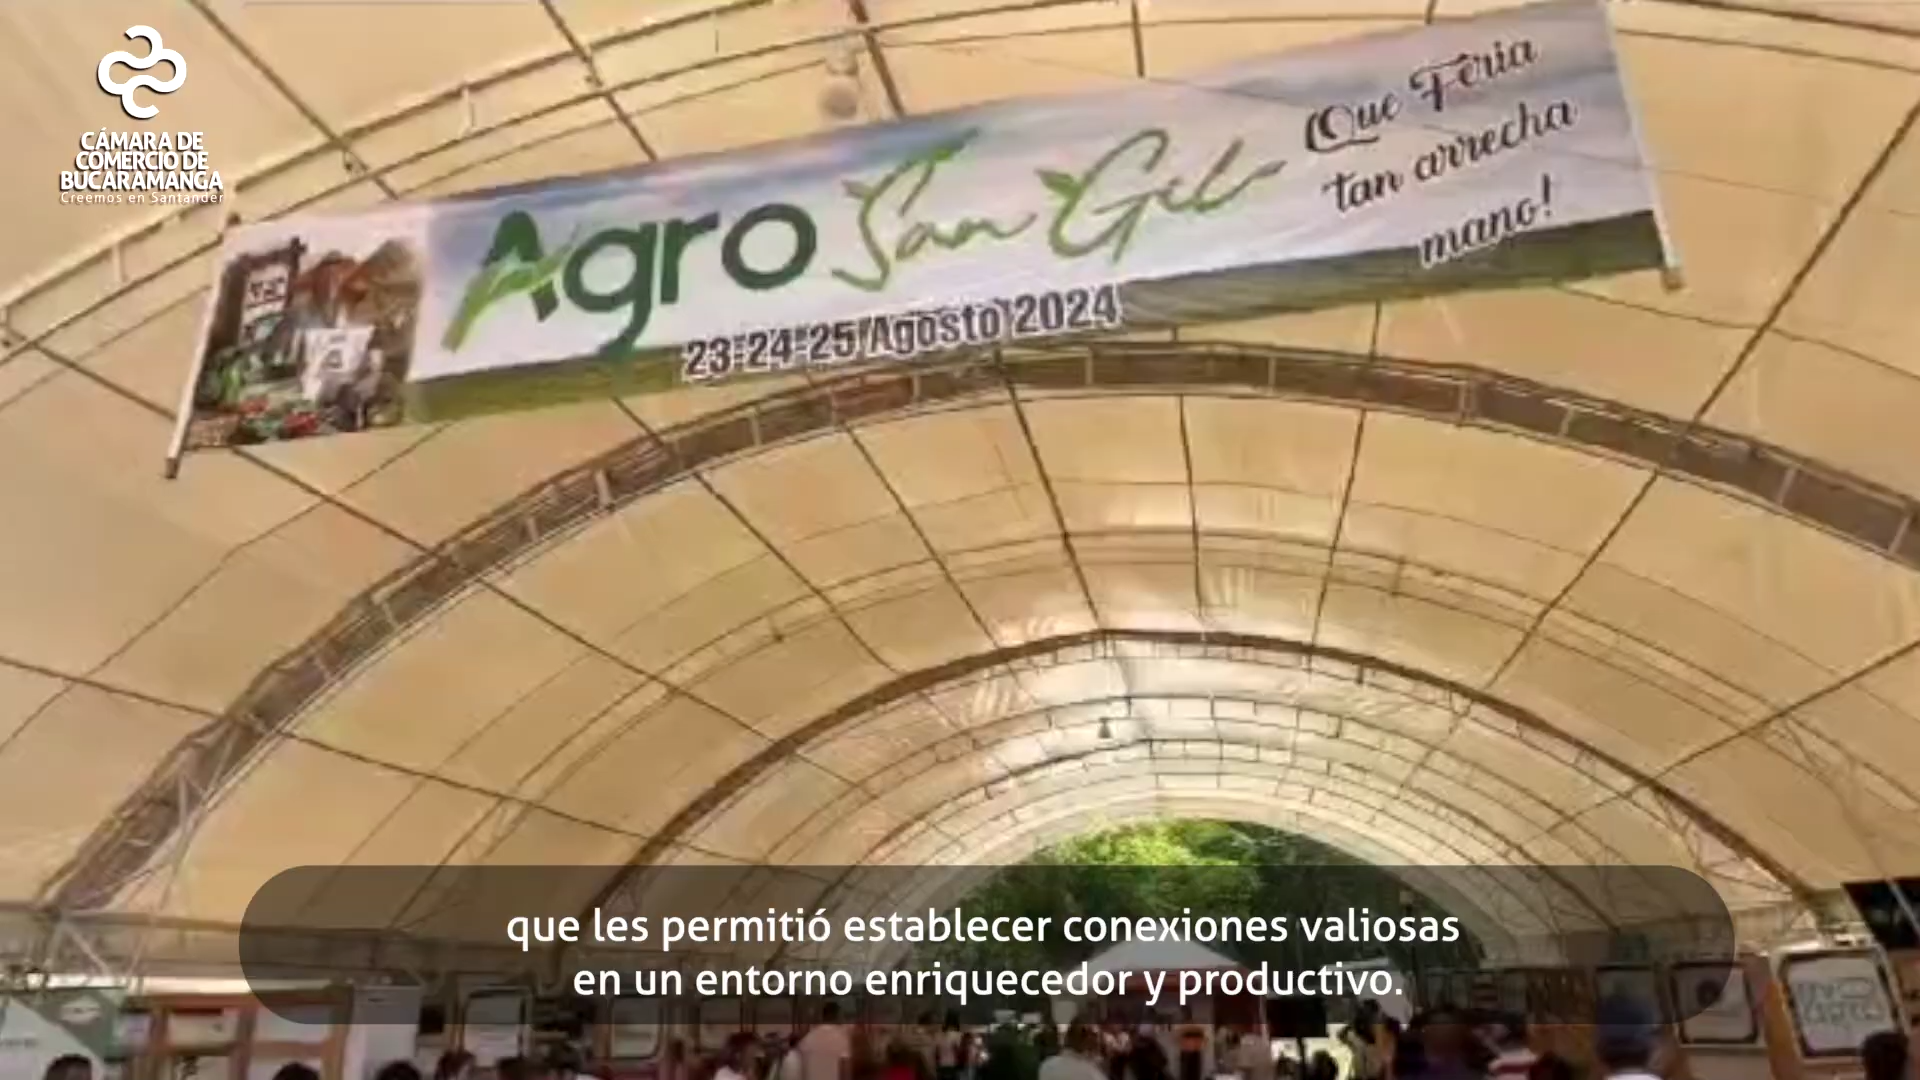 CÁMARA DE
COMERCIO DE
BUCARAMANGA
Creemos en Santander
Agro San Gil
23-24-25 Agosto 2024
¡Que Feria
tan arrecha
mano!
que les permitió establecer conexiones valiosas
en un entorno enriquecedor y productivo.